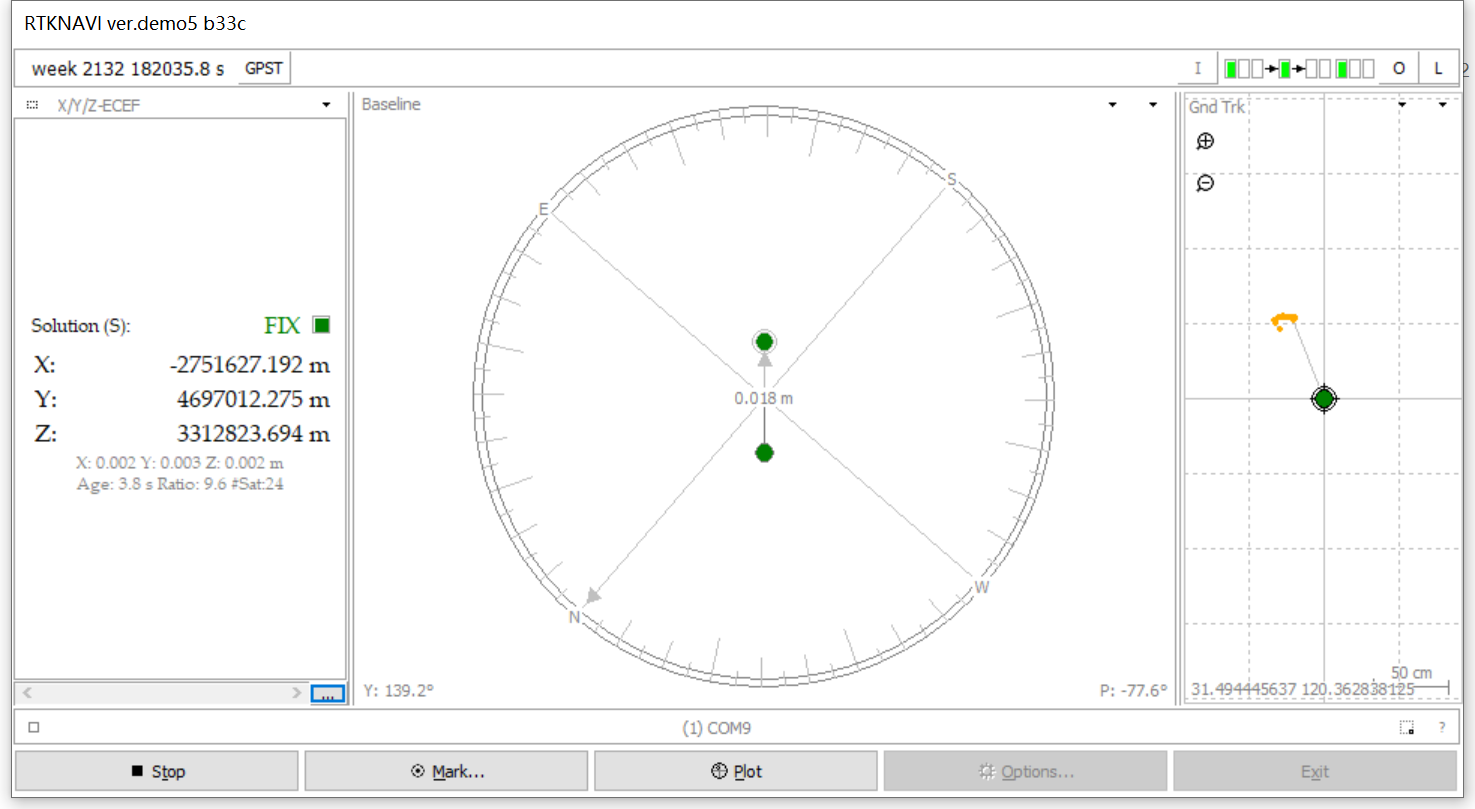 RTKNAVI ver.demo5 b33c
week 2132 182035.8 s GPST
I
O L
2
X/Y/Z-ECEF
Solution (S): FIX
X: -2751627.192 m
Y: 4697012.275 m
Z: 3312823.694 m
X: 0.002 Y: 0.003 Z: 0.002 m
Age: 3.8 s Ratio: 9.6 #Sat:24
...
Baseline
S
E
0.018 m
W
N
Y: 139.2° P: -77.6°
Gnd Trk
50 cm
31.494445637 120.362838125
(1) COM9
?
Stop
Mark...
Plot
Options...
Exit